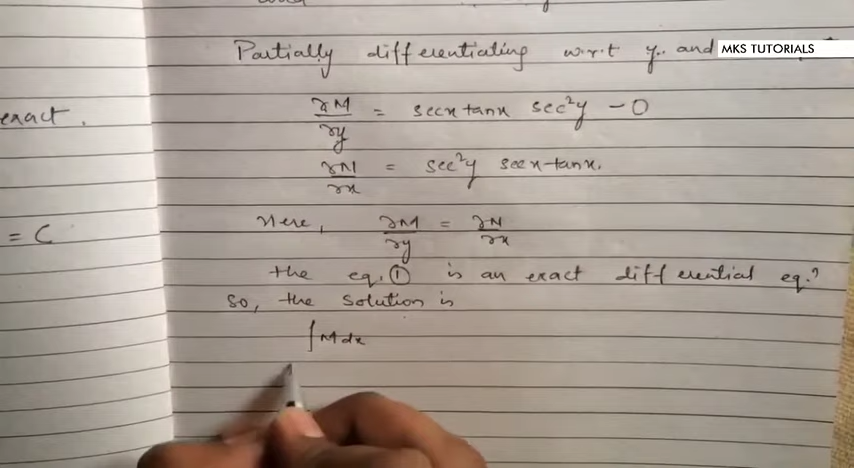 Partially differentiating w.r.t y.. and MKS TUTORIALS
exact.
∂M/∂y = secx tanx sec²y - 0
∂N/∂x = sec²y secx-tanx.
= C
Here, ∂M/∂y = ∂N/∂x
the eq. ① is an exact differential eq.?
So, the solution is
∫Mdx